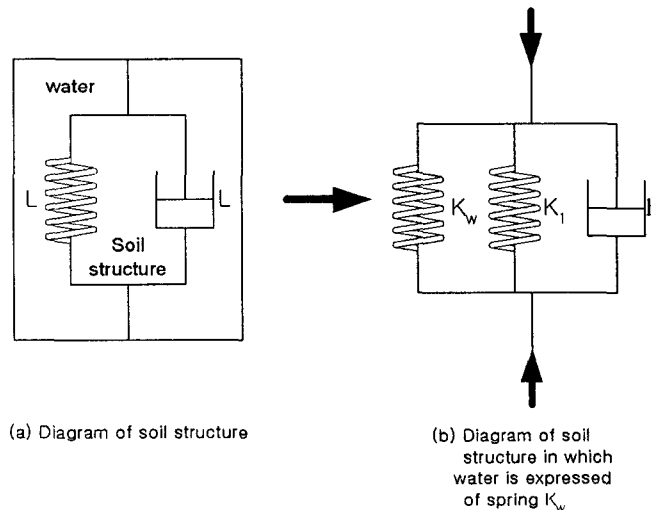 water
L
L
Soil
structure
K_w
K_1
(a) Diagram of soil structure
(b) Diagram of soil
structure in which
water is expressed
of spring K_w